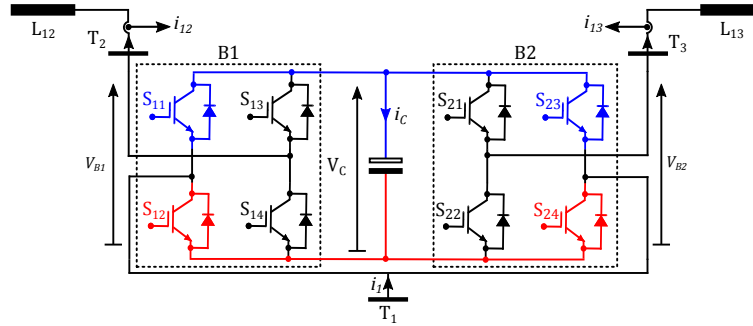 L12 T2 i12 i13 T3 L13
B1 B2
S11 S13 S21 S23
iC
VB1 VC VB2
S12 S14 S22 S24
i1
T1